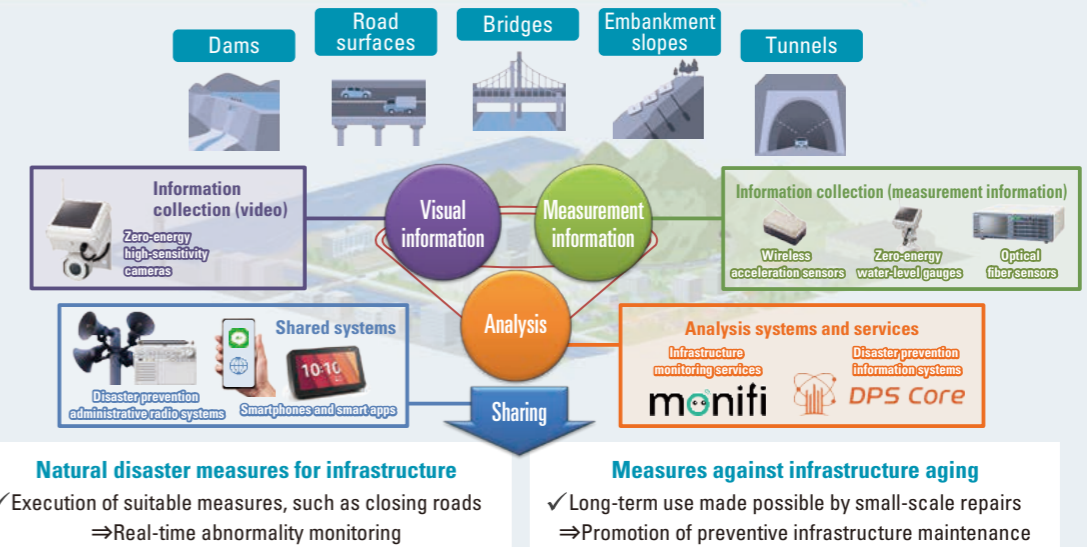 Dams
Road
surfaces
Bridges
Embankment
slopes
Tunnels
Information
collection (video)
Zero-energy
high-sensitivity
cameras
Visual
information
Measurement
information
Information collection (measurement information)
Wireless
acceleration sensors
Zero-energy
water-level gauges
Optical
fiber sensors
Analysis
Shared systems
10:10
Disaster prevention
administrative radio systems
Smartphones and smart apps
Sharing
Analysis systems and services
Infrastructure
monitoring services
monifi
Disaster prevention
information systems
DPS Core
Natural disaster measures for infrastructure
✓Execution of suitable measures, such as closing roads
⇒Real-time abnormality monitoring
Measures against infrastructure aging
✓Long-term use made possible by small-scale repairs
⇒Promotion of preventive infrastructure maintenance